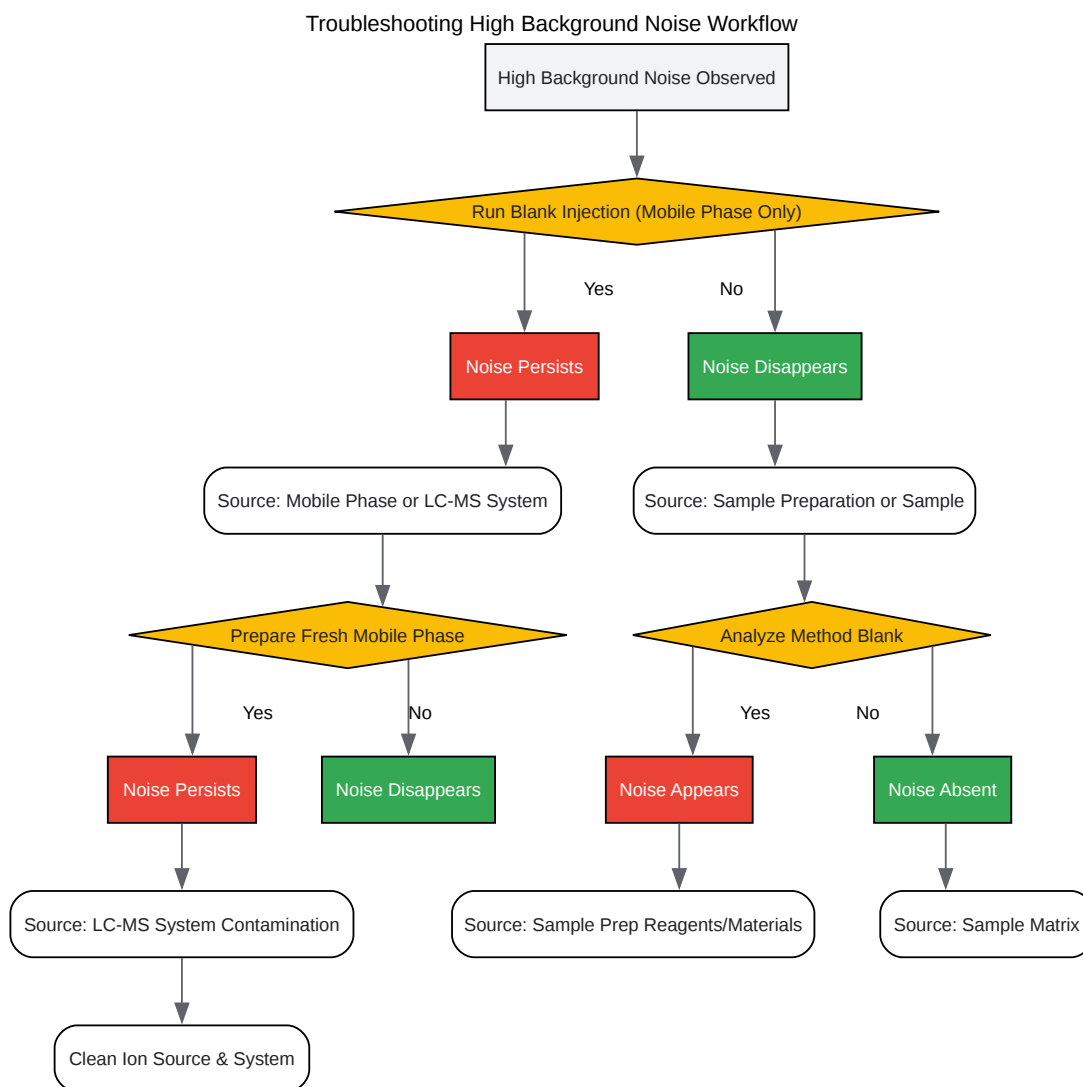 Troubleshooting High Background Noise Workflow
High Background Noise Observed
Run Blank Injection (Mobile Phase Only)
Yes
No
Noise Persists
Noise Disappears
Source: Mobile Phase or LC-MS System
Source: Sample Preparation or Sample
Prepare Fresh Mobile Phase
Analyze Method Blank
Yes
No
Yes
No
Noise Persists
Noise Disappears
Noise Appears
Noise Absent
Source: LC-MS System Contamination
Source: Sample Prep Reagents/Materials
Source: Sample Matrix
Clean Ion Source & System